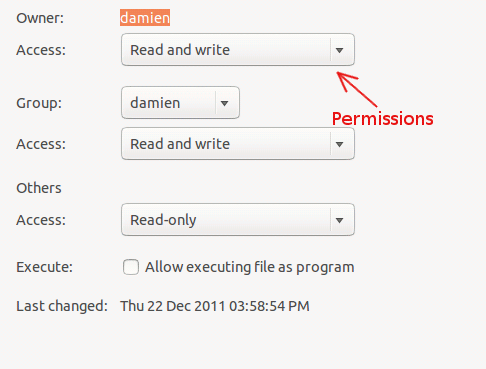 Owner: damien
Access: Read and write
Permissions
Group: damien
Access: Read and write
Others
Access: Read-only
Execute: Allow executing file as program
Last changed: Thu 22 Dec 2011 03:58:54 PM